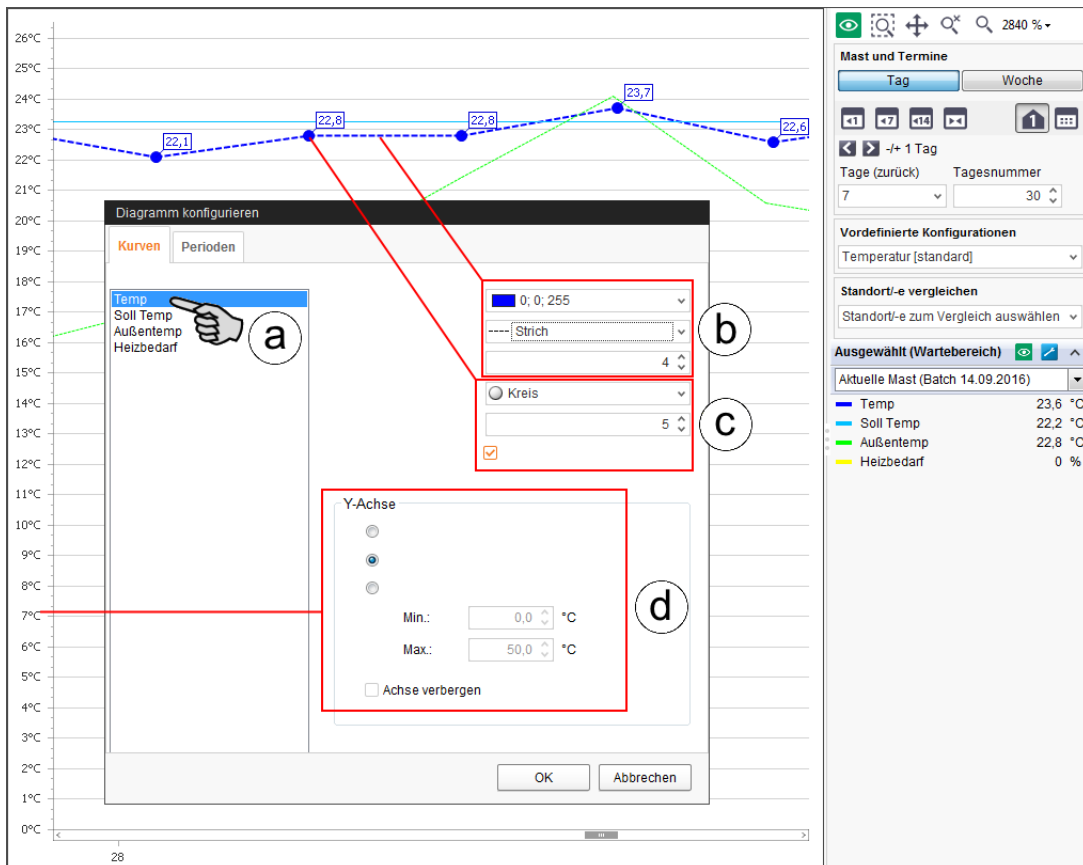 26°C
25°C
24°C
23°C
22°C
21°C
20°C
19°C
18°C
17°C
16°C
15°C
14°C
13°C
12°C
11°C
10°C
9°C
8°C
7°C
6°C
5°C
4°C
3°C
2°C
1°C
0°C
28
22,1
22,8
22,8
23,7
22,6
Diagramm konfigurieren
Kurven Perioden
Temp
Soll Temp
Außentemp
Heizbedarf
a
0; 0; 255
Strich
4
b
Kreis
5
c
Y-Achse
Min.: 0,0 °C
Max.: 50,0 °C
Achse verbergen
d
OK Abbrechen
2840 %
Mast und Termine
Tag Woche
1 7 14 1
-/+ 1 Tag
Tage (zurück) Tagesnummer
7 30
Vordefinierte Konfigurationen
Temperatur [standard]
Standort/-e vergleichen
Standort/-e zum Vergleich auswählen
Ausgewählt (Wartebereich)
Aktuelle Mast (Batch 14.09.2016)
Temp 23,6 °C
Soll Temp 22,2 °C
Außentemp 22,8 °C
Heizbedarf 0 %